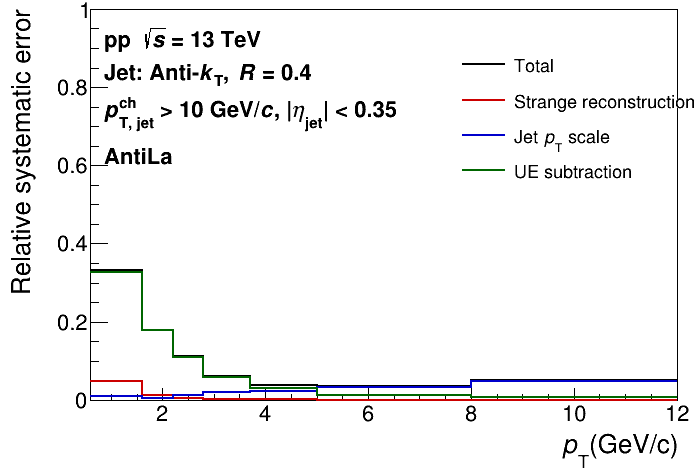 Relative systematic error
1
0.8
0.6
0.4
0.2
0
pp √s = 13 TeV
Jet: Anti-kT, R = 0.4
pT, jet^ch > 10 GeV/c, |ηjet| < 0.35
AntiLa
Total
Strange reconstruction
Jet pT scale
UE subtraction
2 4 6 8 10 12
pT(GeV/c)